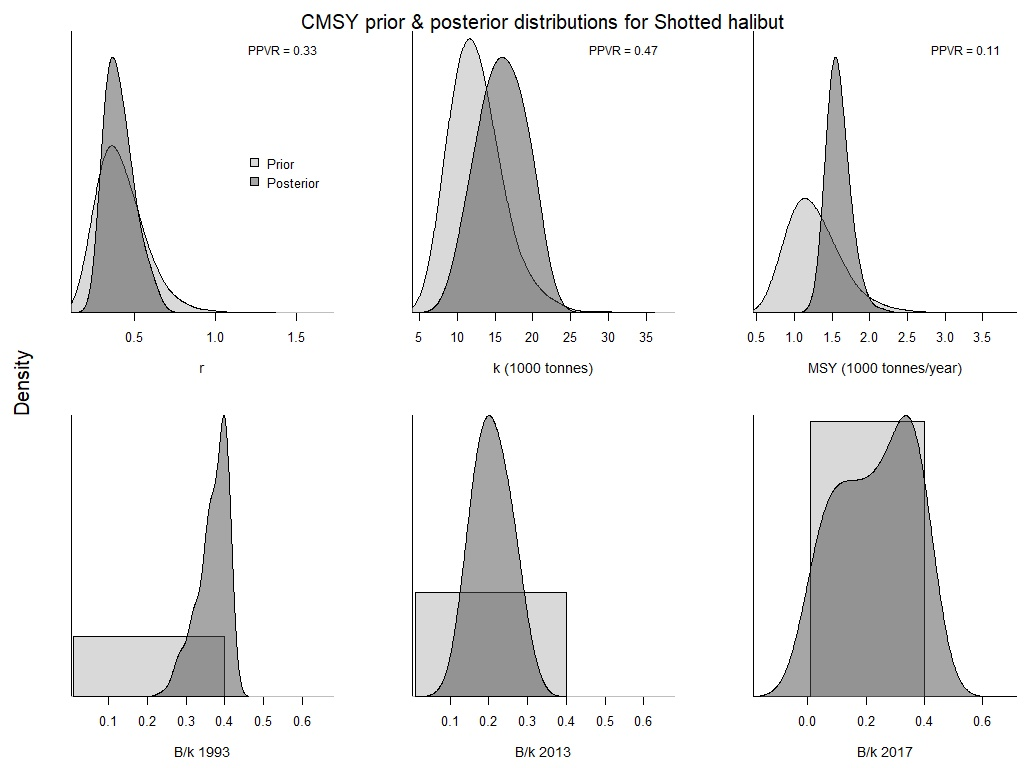 CMSY prior & posterior distributions for Shotted halibut
PPVR = 0.33
Prior
Posterior
0.5 1.0 1.5
r
PPVR = 0.47
5 10 15 20 25 30 35
k (1000 tonnes)
PPVR = 0.11
0.5 1.0 1.5 2.0 2.5 3.0 3.5
MSY (1000 tonnes/year)
Density
0.1 0.2 0.3 0.4 0.5 0.6
B/k 1993
0.1 0.2 0.3 0.4 0.5 0.6
B/k 2013
0.0 0.2 0.4 0.6
B/k 2017